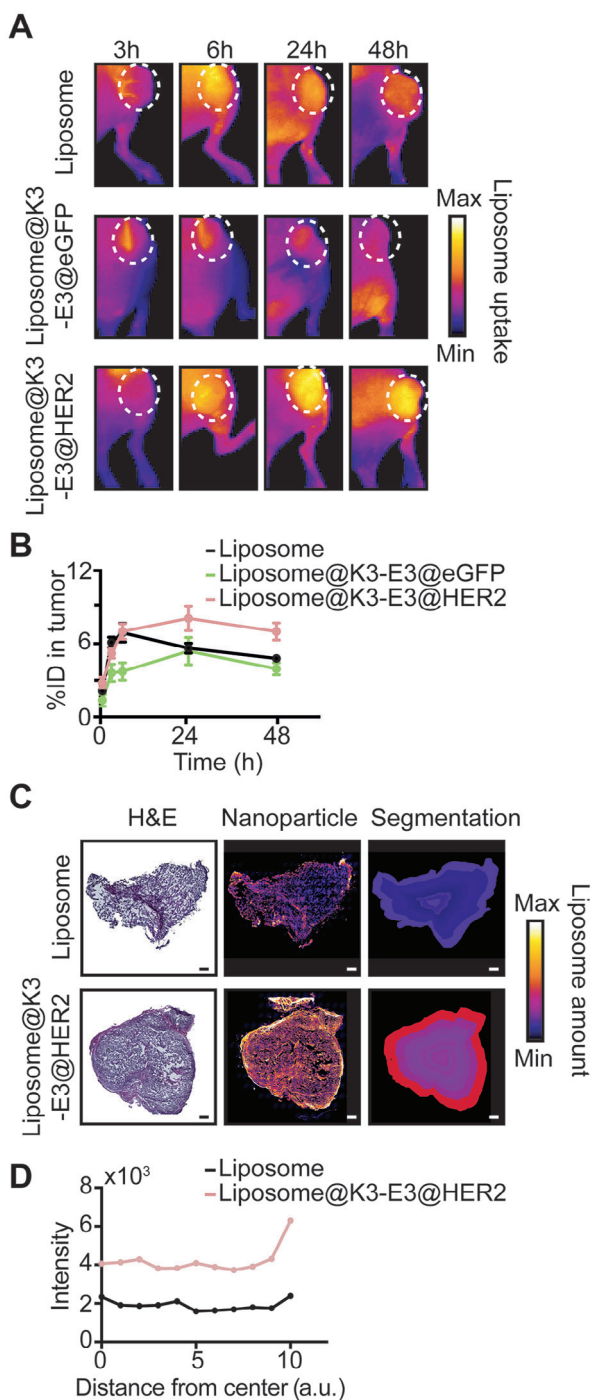 A
3h 6h 24h 48h
Liposome
Liposome@K3
-E3@eGFP
Liposome@K3
-E3@HER2
Max
Liposome uptake
Min
B
Liposome
Liposome@K3-E3@eGFP
Liposome@K3-E3@HER2
12
6
0
%ID in tumor
0 24 48
Time (h)
C
H&E Nanoparticle Segmentation
Liposome
Liposome@K3
-E3@HER2
Max
Liposome amount
Min
D
x10³
Liposome
Liposome@K3-E3@HER2
8
6
4
2
0
Intensity
0 5 10
Distance from center (a.u.)